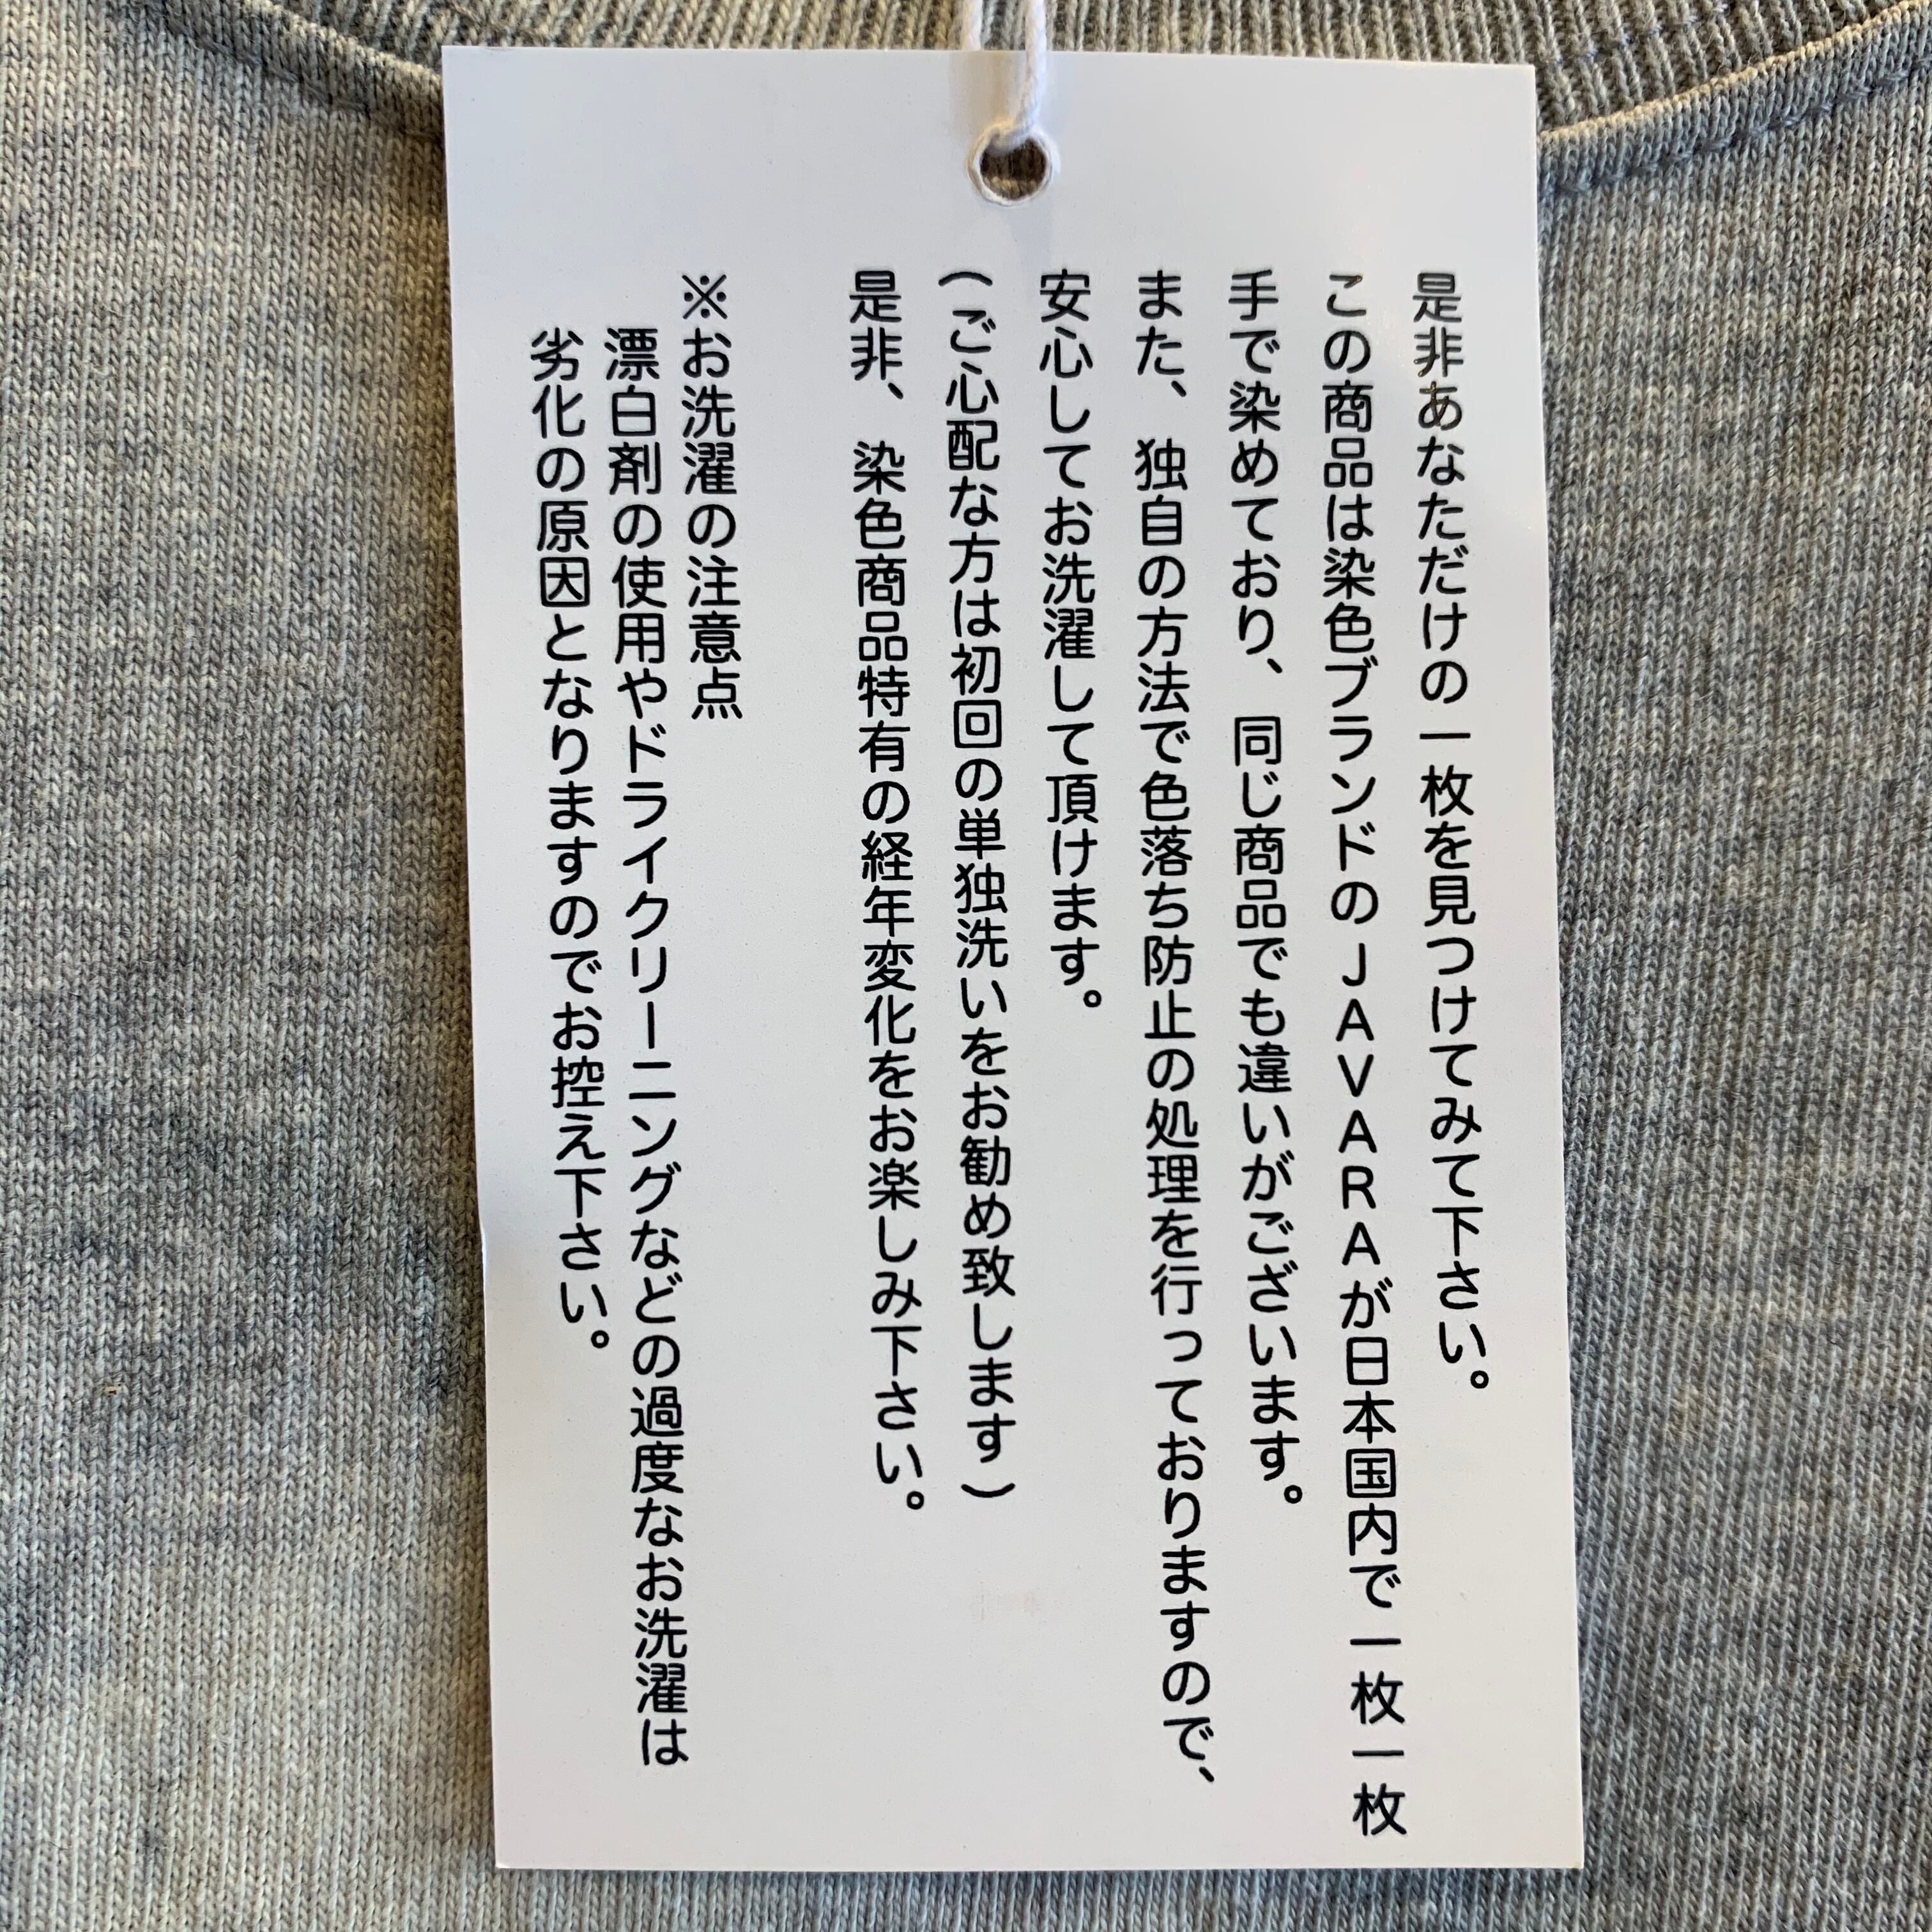 是非あなただけの一枚を見つけてみて下さい。
この商品は染色ブランドのJAVARAが日本国内で一枚一枚
手で染めており、同じ商品でも違いがございます。
また、独自の方法で色落ち防止の処理を行っておりますので、
安心してお洗濯して頂けます。
(ご心配な方は初回の単独洗いをお勧め致します)
是非、染色商品特有の経年変化をお楽しみ下さい。
※お洗濯の注意点
漂白剤の使用やドライクリーニングなどの過度なお洗濯は
劣化の原因となりますのでお控え下さい。